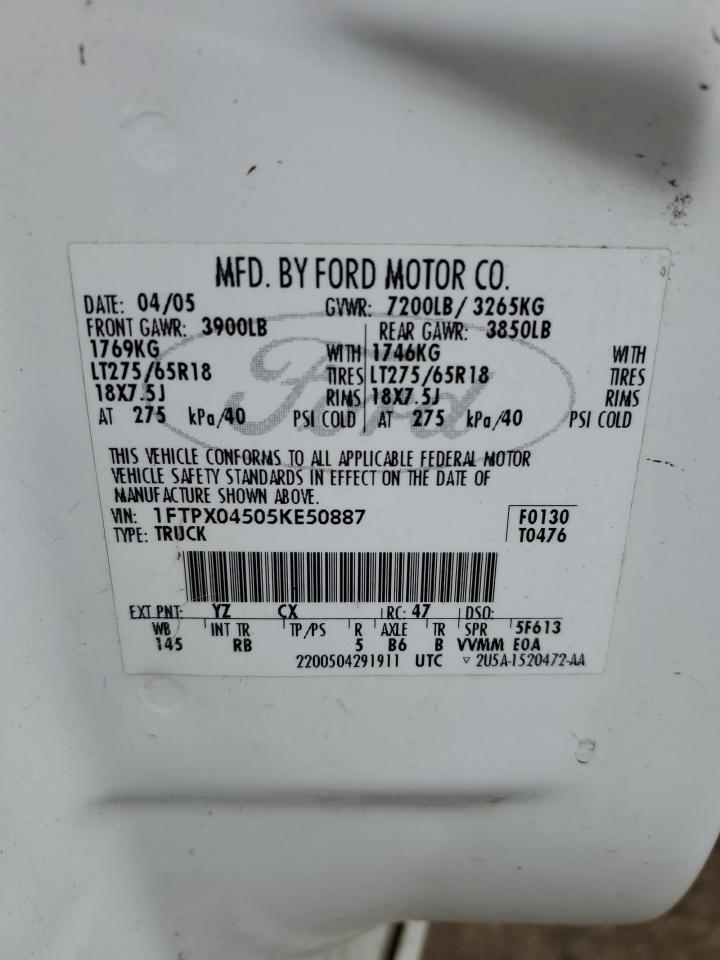 MFD. BY FORD MOTOR CO.
DATE: 04/05 GVWR: 7200LB/ 3265KG
FRONT GAWR: 3900LB REAR GAWR: 3850LB
1769KG WITH 1746KG WITH
LT275/65R18 TIRES LT275/65R18 TIRES
18X7.5J RIMS 18X7.5J RIMS
AT 275 kPa/40 PSI COLD AT 275 kPa/40 PSI COLD
Ford
THIS VEHICLE CONFORMS TO ALL APPLICABLE FEDERAL MOTOR
VEHICLE SAFETY STANDARDS IN EFFECT ON THE DATE OF
MANUFACTURE SHOWN ABOVE.
VIN: 1FTPX04505KE50887 F0130
TYPE: TRUCK T0476
EXT PNT: YZ CX RC: 47 DSO:
WB INT TR TP/PS R AXLE TR SPR 5F613
145 RB 5 B6 B VVMM E0A
2200504291911 UTC ▽ 2U5A-1520472-AA